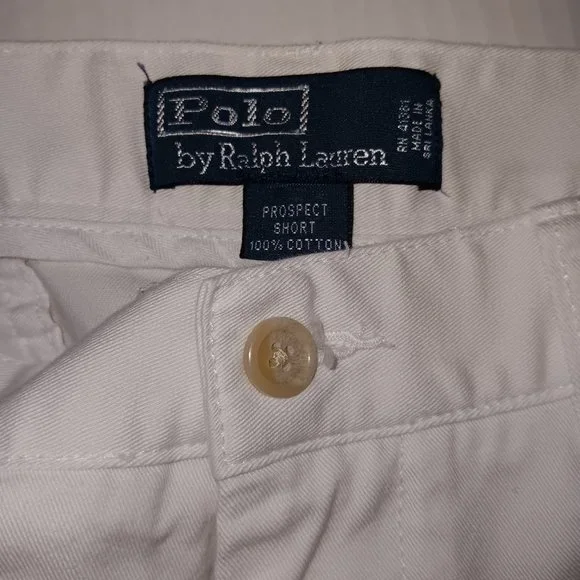 Polo
by Ralph Lauren
RN 41381
MADE IN
SRI LANKA
PROSPECT
SHORT
100% COTTON